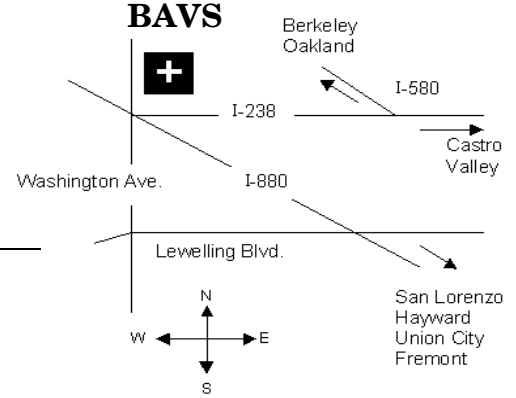 BAVS
Berkeley
Oakland
I-580
I-238
Castro
Valley
Washington Ave.
I-880
Lewelling Blvd.
San Lorenzo
Hayward
Union City
Fremont
N
W
E
S